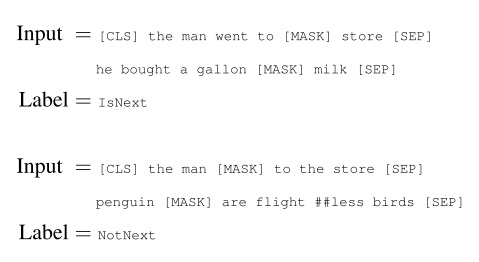 Input = [CLS] the man went to [MASK] store [SEP]
he bought a gallon [MASK] milk [SEP]
Label = IsNext
Input = [CLS] the man [MASK] to the store [SEP]
penguin [MASK] are flight ##less birds [SEP]
Label = NotNext